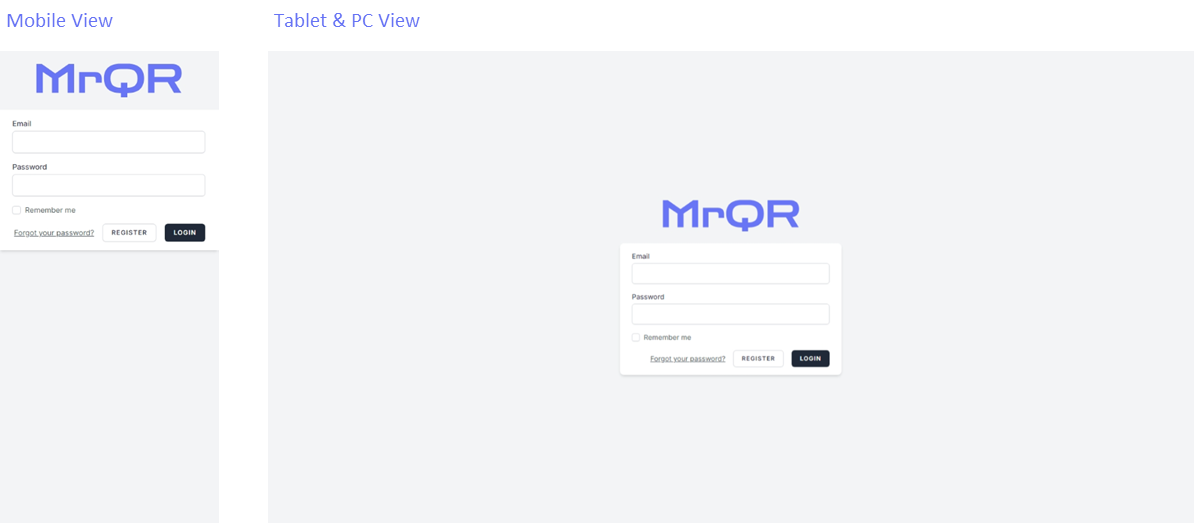 Mobile View
MrQR
Email
Password
Remember me
Forgot your password?
REGISTER
LOGIN
Tablet & PC View
MrQR
Email
Password
Remember me
Forgot your password?
REGISTER
LOGIN